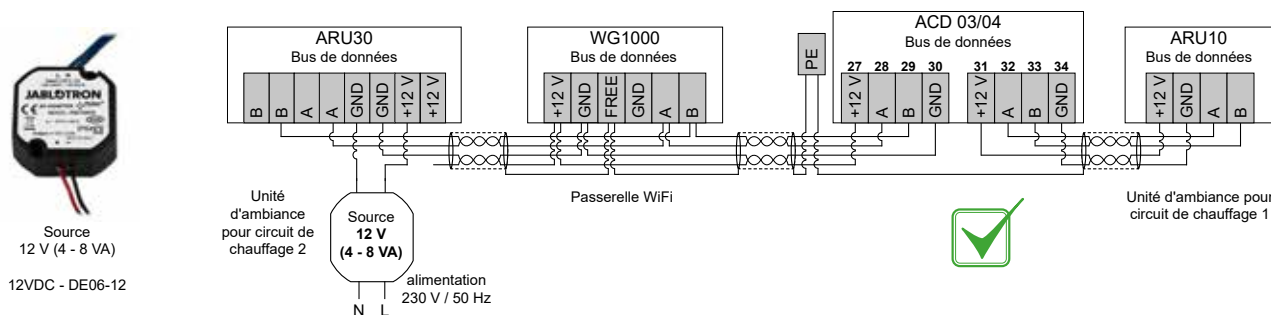 JABLOTRON
Source
12 V (4 - 8 VA)
12VDC - DE06-12
ARU30
Bus de données
B B A A GND GND +12 V +12 V
Unité
d'ambiance
pour circuit de
chauffage 2
Source
12 V
(4 - 8 VA)
alimentation
230 V / 50 Hz
N L
WG1000
Bus de données
+12 V GND FREE GND A B
Passerelle WiFi
PE
ACD 03/04
Bus de données
27 28 29 30 31 32 33 34
+12 V A B GND +12 V A B GND
ARU10
Bus de données
+12 V GND A B
Unité d'ambiance pour
circuit de chauffage 1